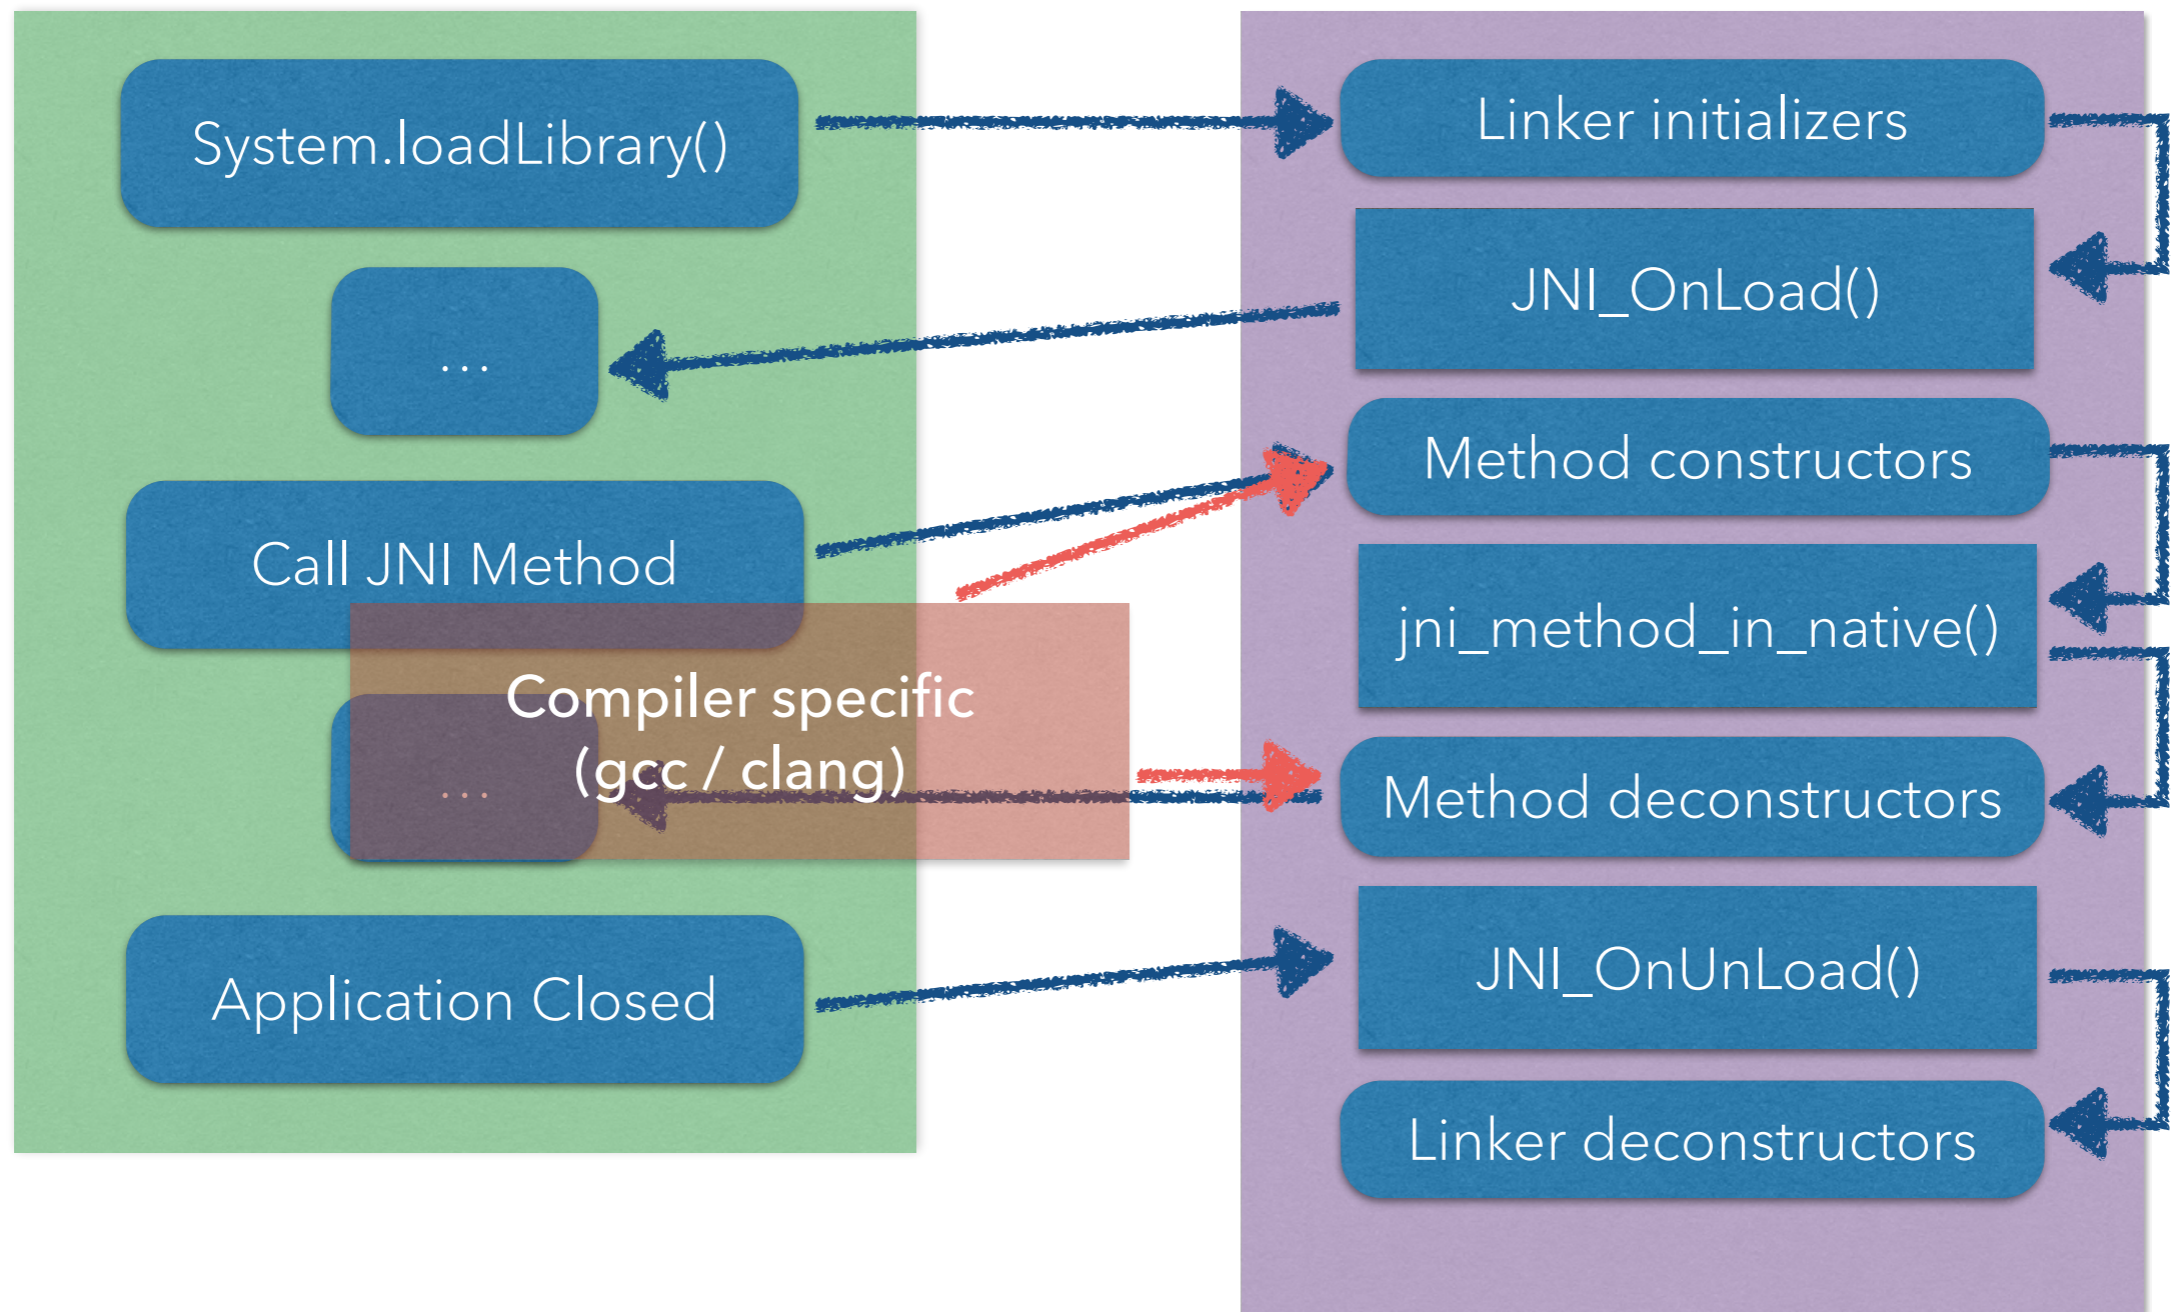 System.loadLibrary()
...
Call JNI Method
Compiler specific
(gcc / clang)
...
Application Closed
Linker initializers
JNI_OnLoad()
Method constructors
jni_method_in_native()
Method deconstructors
JNI_OnUnLoad()
Linker deconstructors